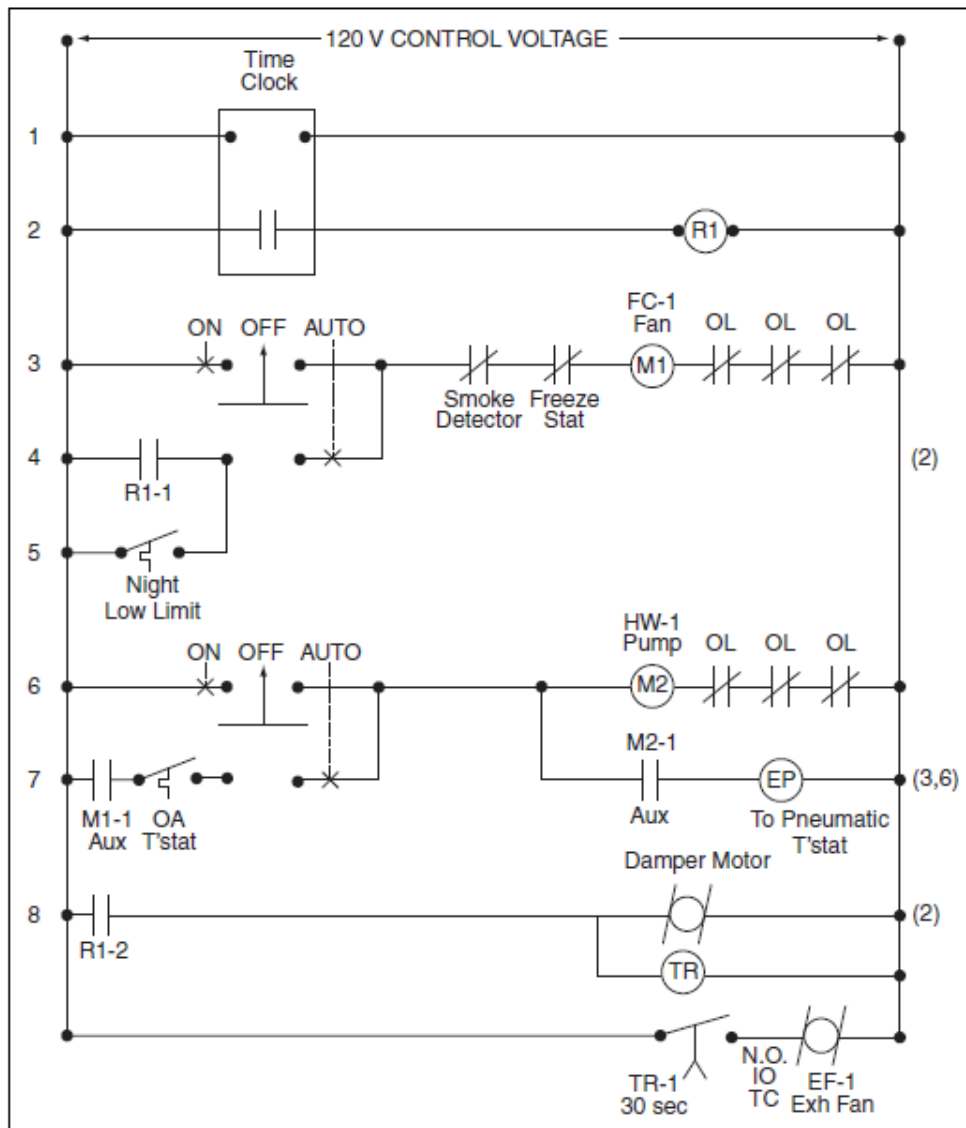 120 V CONTROL VOLTAGE
Time
Clock
1
2
R1
FC-1
Fan
ON OFF AUTO
OL OL OL
3
M1
Smoke
Detector
Freeze
Stat
4
(2)
R1-1
5
Night
Low Limit
HW-1
Pump
ON OFF AUTO
OL OL OL
6
M2
M2-1
7
EP
(3,6)
M1-1
Aux
OA
T'stat
Aux
To Pneumatic
T'stat
Damper Motor
8
(2)
R1-2
TR
TR-1
30 sec
N.O.
IO
TC
EF-1
Exh Fan